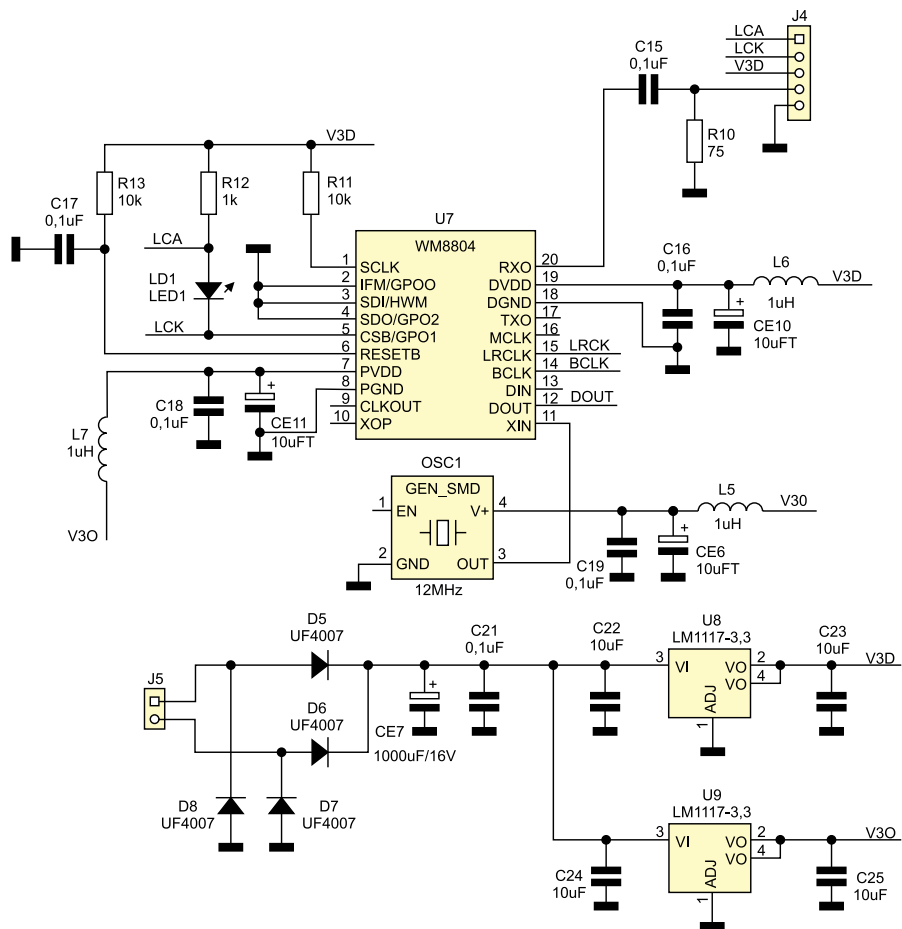 J4
LCA
LCK
V3D
C15
0,1uF
R10
75
V3D
R13
10k
R12
1k
R11
10k
C17
0,1uF
LCA
LD1
LED1
LCK
U7
WM8804
1 SCLK
2 IFM/GPOO
3 SDI/HWM
4 SDO/GPO2
5 CSB/GPO1
6 RESETB
7 PVDD
8 PGND
9 CLKOUT
10 XOP
RXO 20
DVDD 19
DGND 18
TXO 17
MCLK 16
LRCLK 15 LRCK
BCLK 14 BCLK
DIN 13
DOUT 12 DOUT
XIN 11
C16
0,1uF
L6
1uH
V3D
+
CE10
10uFT
C18
0,1uF
+
CE11
10uFT
L7
1uH
V3O
OSC1
GEN_SMD
1 EN
V+ 4
2 GND
OUT 3
12MHz
L5
1uH
V30
C19
0,1uF
+
CE6
10uFT
D5
UF4007
J5
D6
UF4007
D8
UF4007
D7
UF4007
+
CE7
1000uF/16V
C21
0,1uF
C22
10uF
U8
LM1117-3,3
3 VI
VO 2
VO 4
ADJ
1
C23
10uF
V3D
U9
LM1117-3,3
3 VI
VO 2
VO 4
ADJ
1
V3O
C24
10uF
C25
10uF